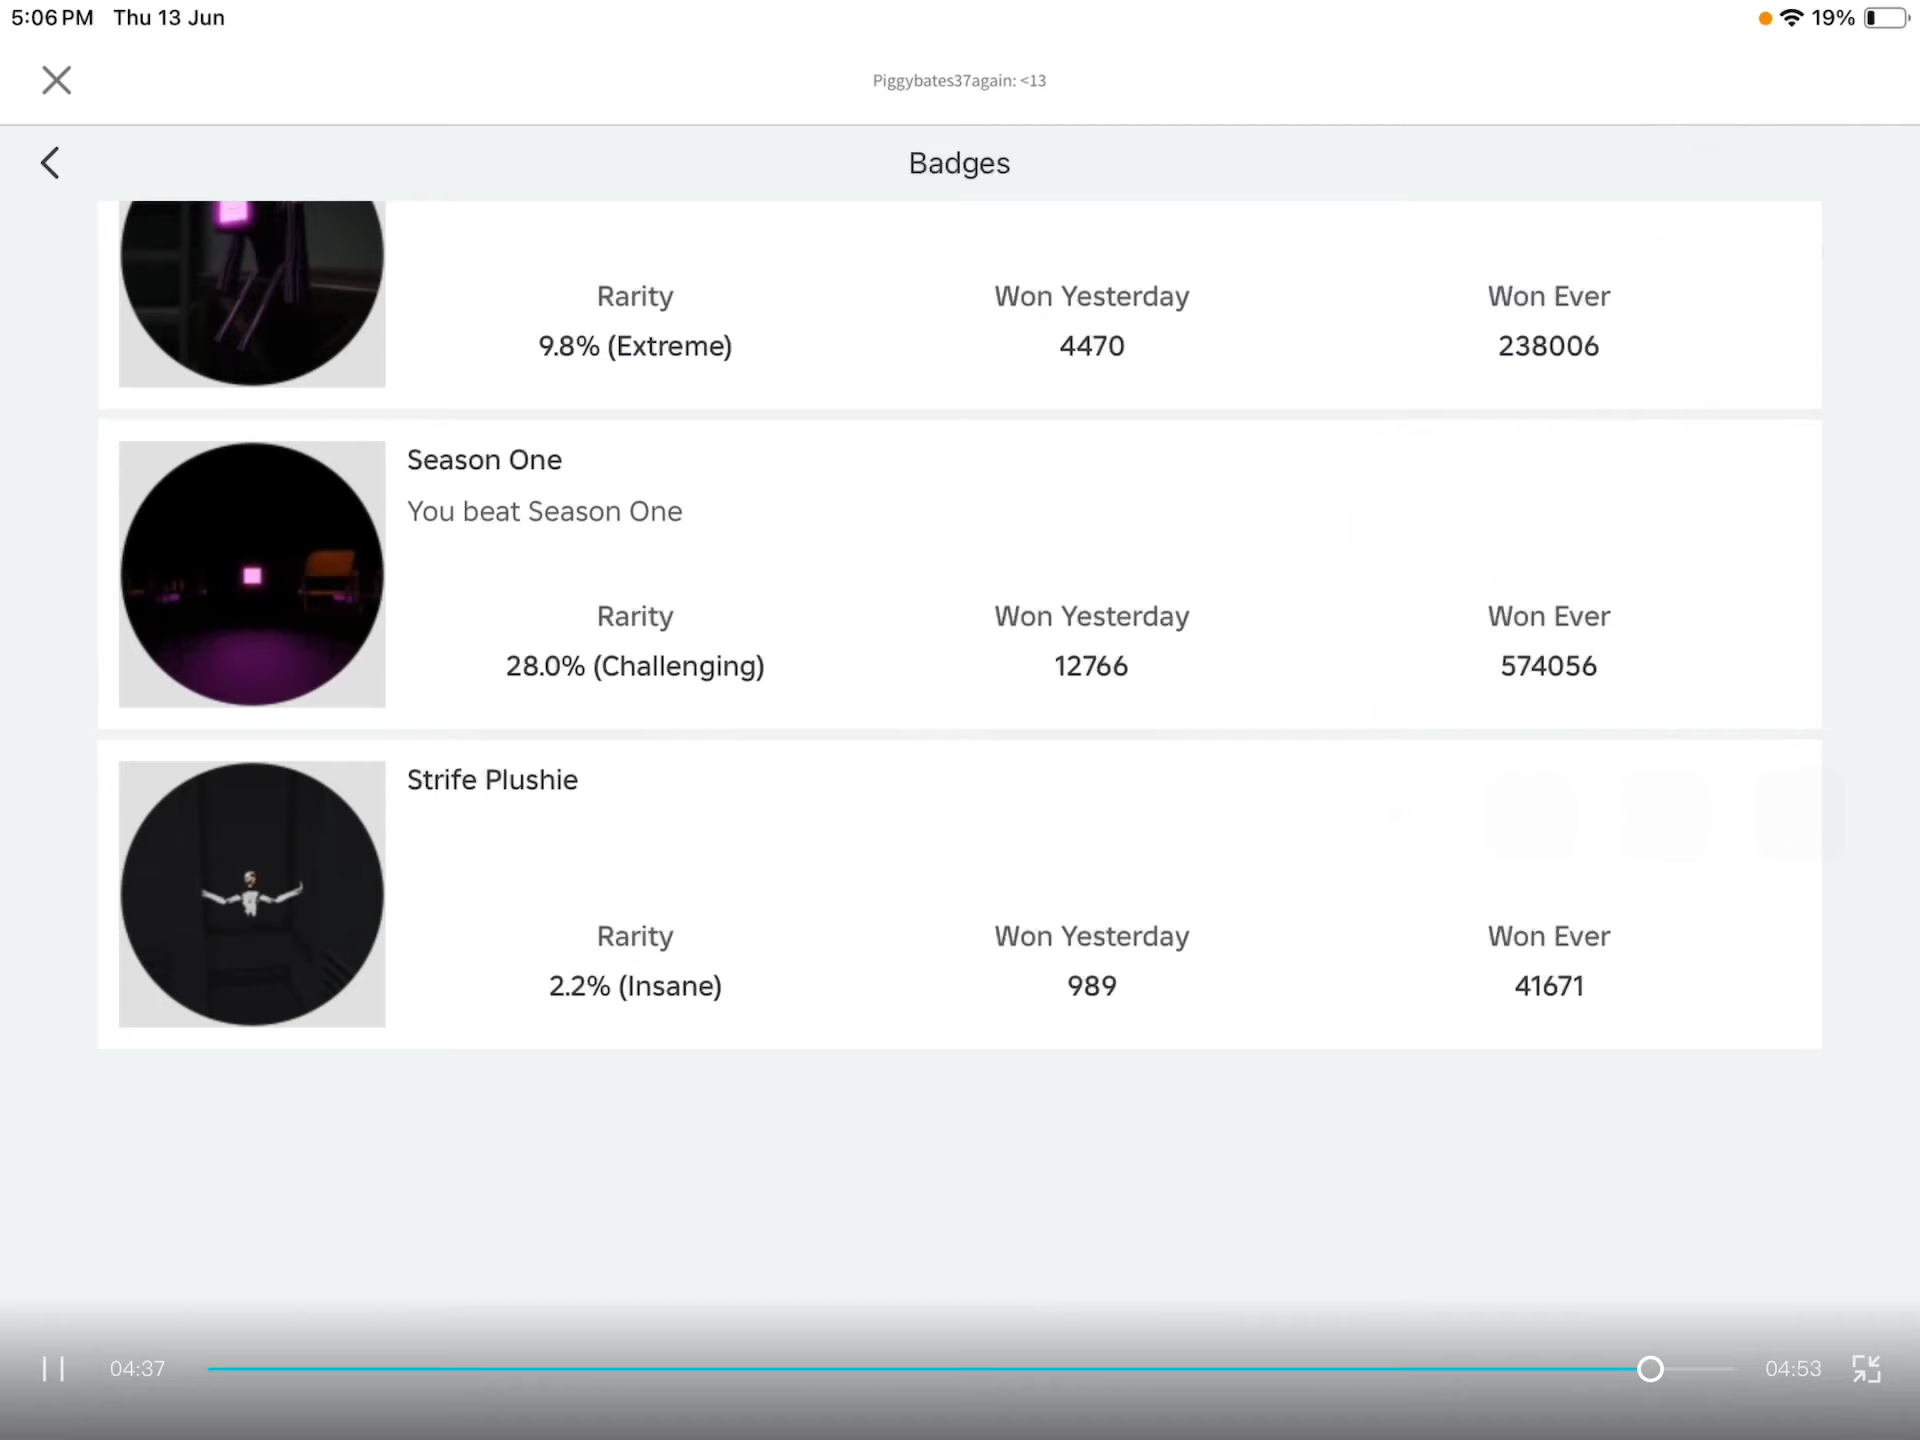 5:06 PM Thu 13 Jun
19%
Piggybates37again: <13
Badges
Rarity Won Yesterday Won Ever
9.8% (Extreme) 4470 238006
Season One
You beat Season One
Rarity Won Yesterday Won Ever
28.0% (Challenging) 12766 574056
Strife Plushie
Rarity Won Yesterday Won Ever
2.2% (Insane) 989 41671
04:37 04:53